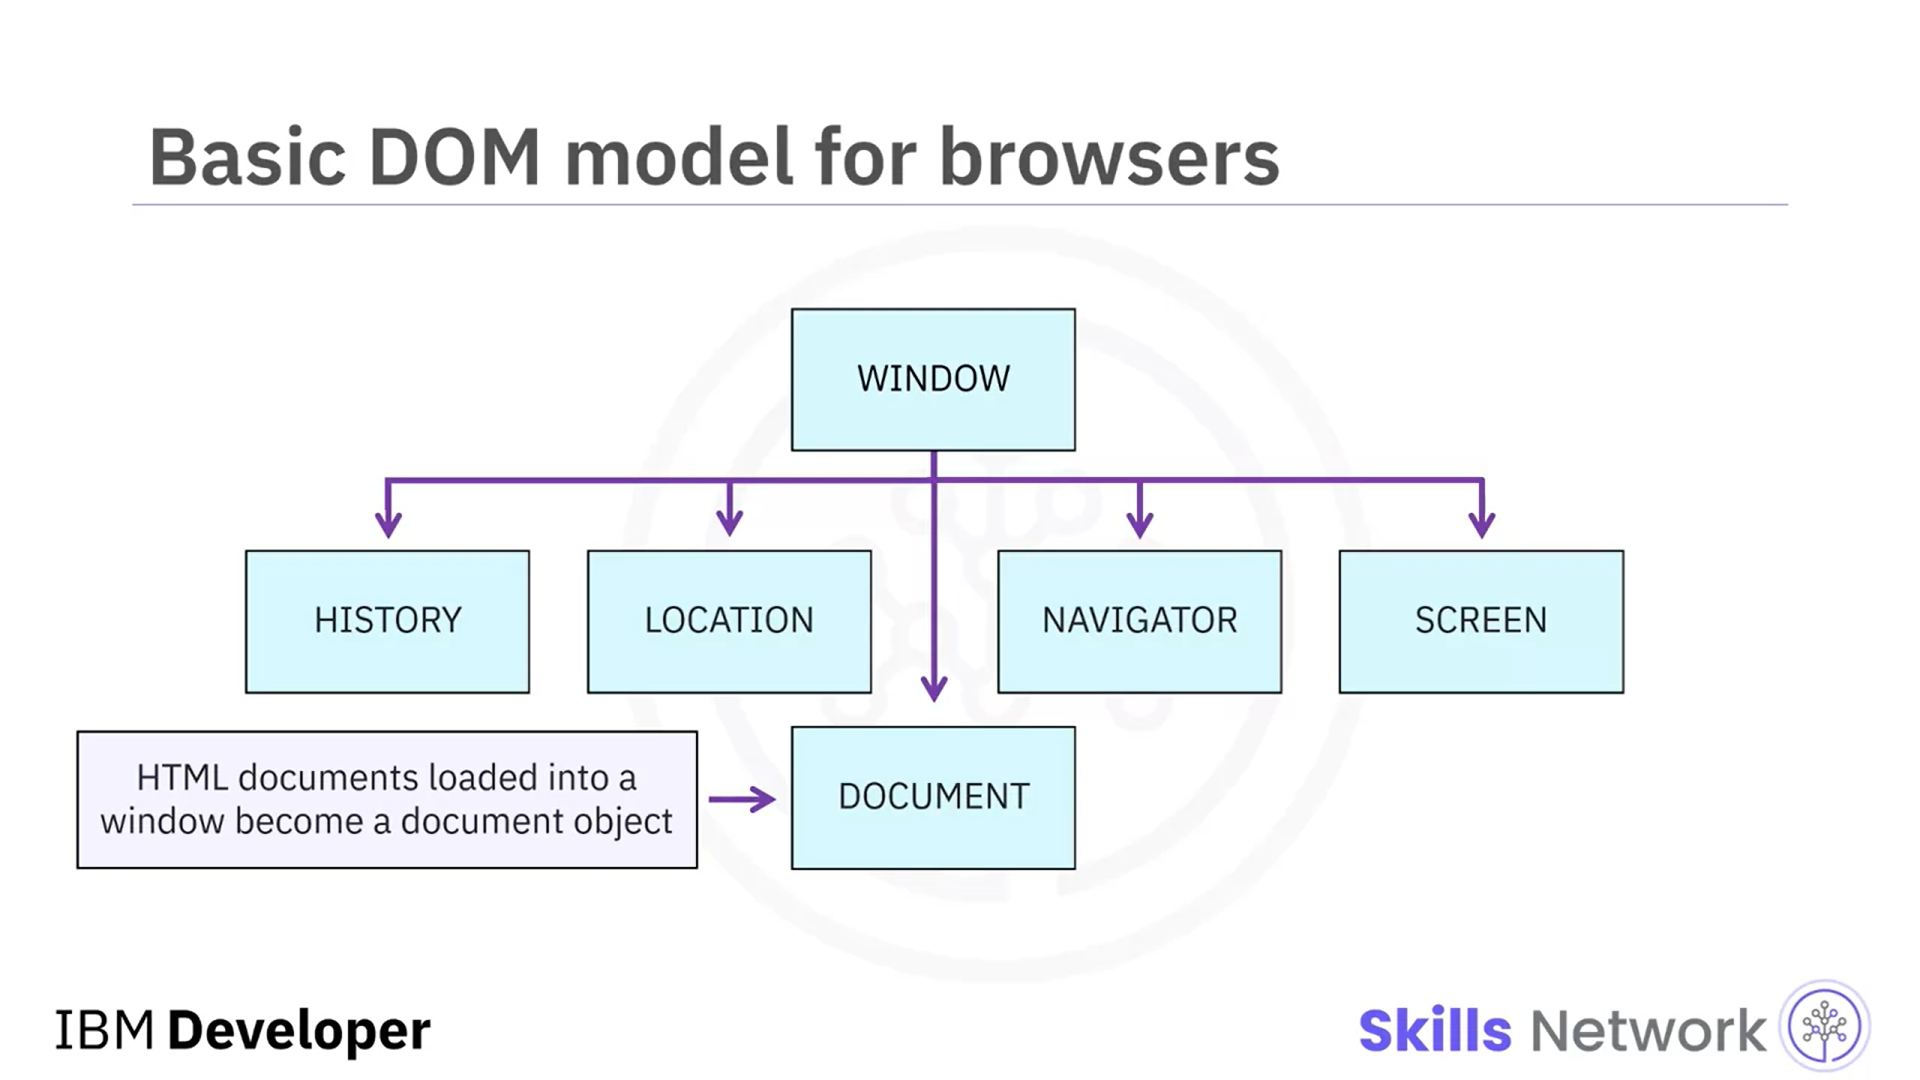 Basic DOM model for browsers
WINDOW
HISTORY
LOCATION
NAVIGATOR
SCREEN
HTML documents loaded into a
window become a document object
DOCUMENT
IBM Developer
Skills Network